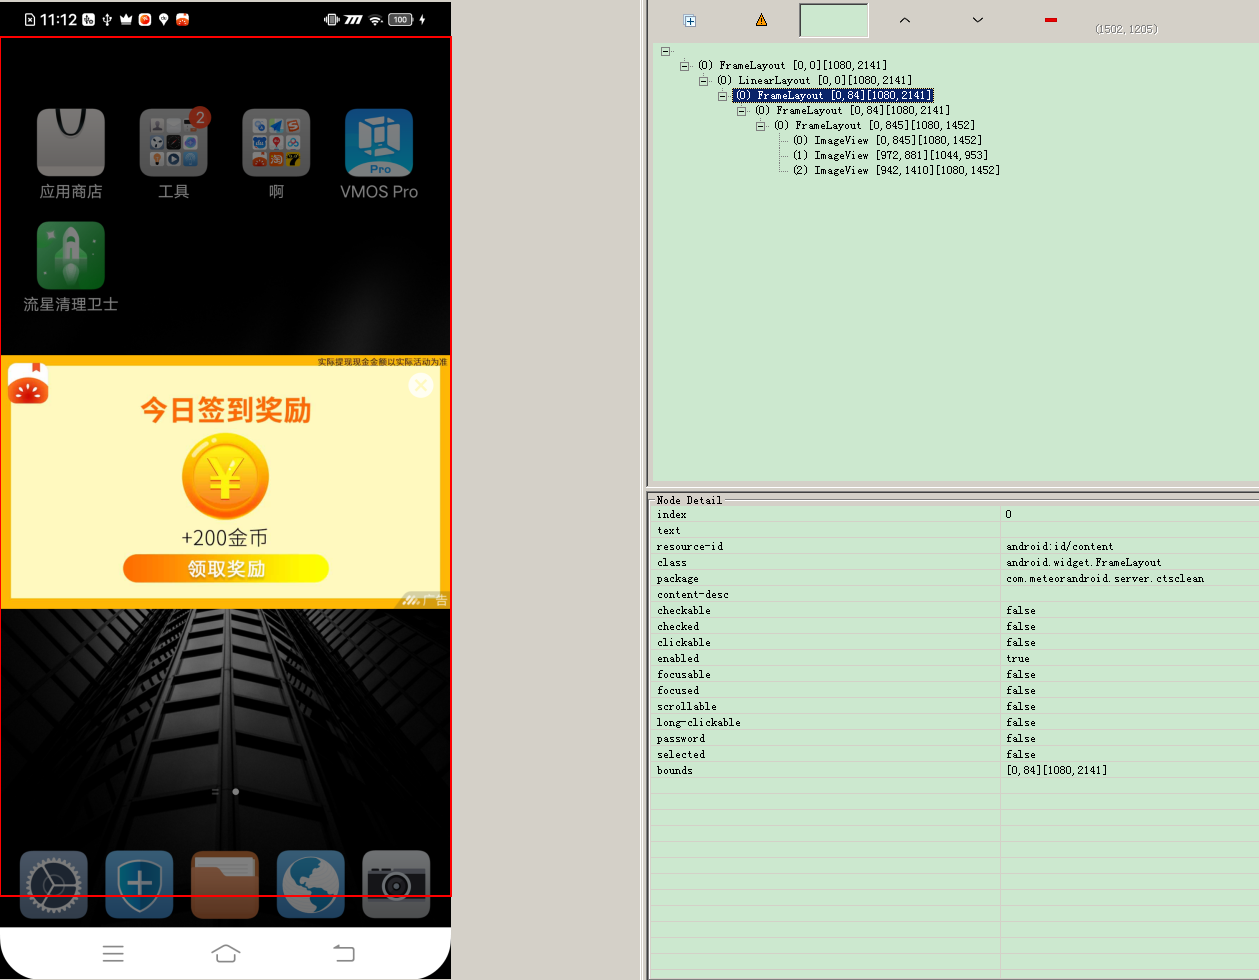 11:12
100
2
应用商店
工具
啊
VMOS Pro
流星清理卫士
实际提现现金金额以实际活动为准
今日签到奖励
¥
+200金币
领取奖励
广告
(1502,1205)
(0) FrameLayout [0,0][1080,2141]
(0) LinearLayout [0,0][1080,2141]
(0) FrameLayout [0,84][1080,2141]
(0) FrameLayout [0,84][1080,2141]
(0) FrameLayout [0,845][1080,1452]
(0) ImageView [0,845][1080,1452]
(1) ImageView [972,881][1044,953]
(2) ImageView [942,1410][1080,1452]
Node Detail
index 0
text
resource-id android:id/content
class android.widget.FrameLayout
package com.meteorandroid.server.ctsclean
content-desc
checkable false
checked false
clickable false
enabled true
focusable false
focused false
scrollable false
long-clickable false
password false
selected false
bounds [0,84][1080,2141]